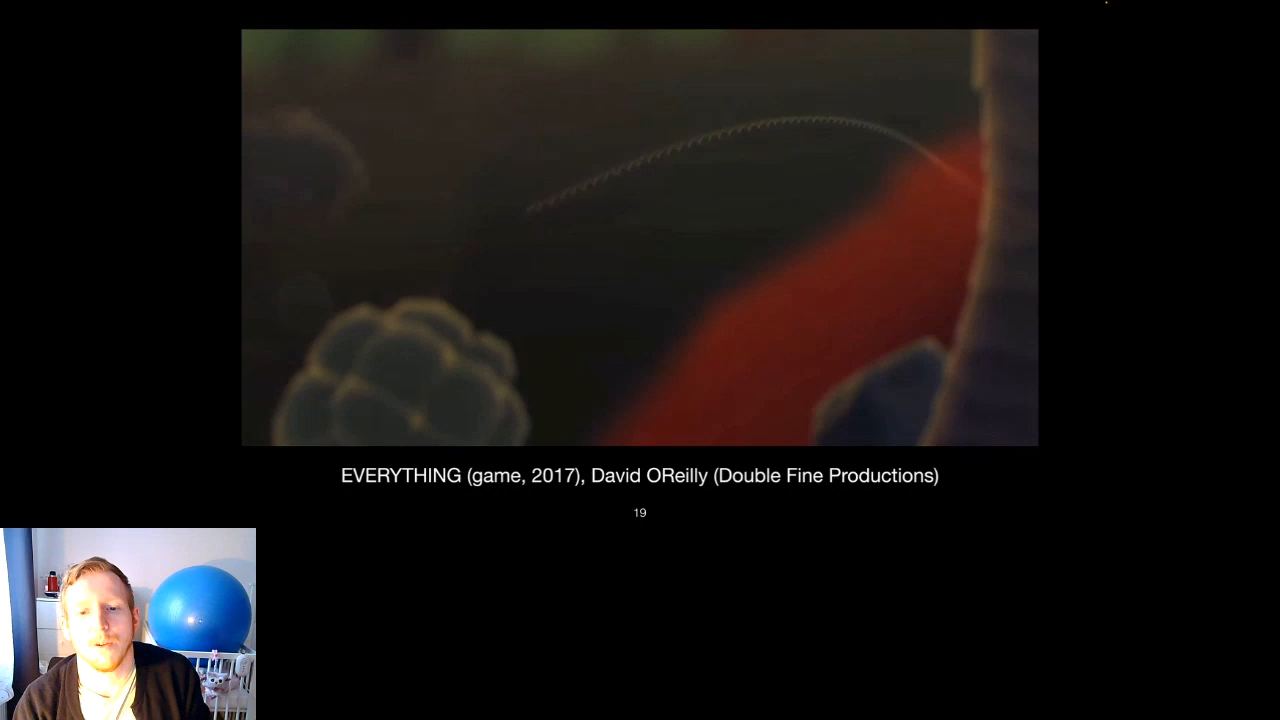 EVERYTHING (game, 2017), David OReilly (Double Fine Productions)
19